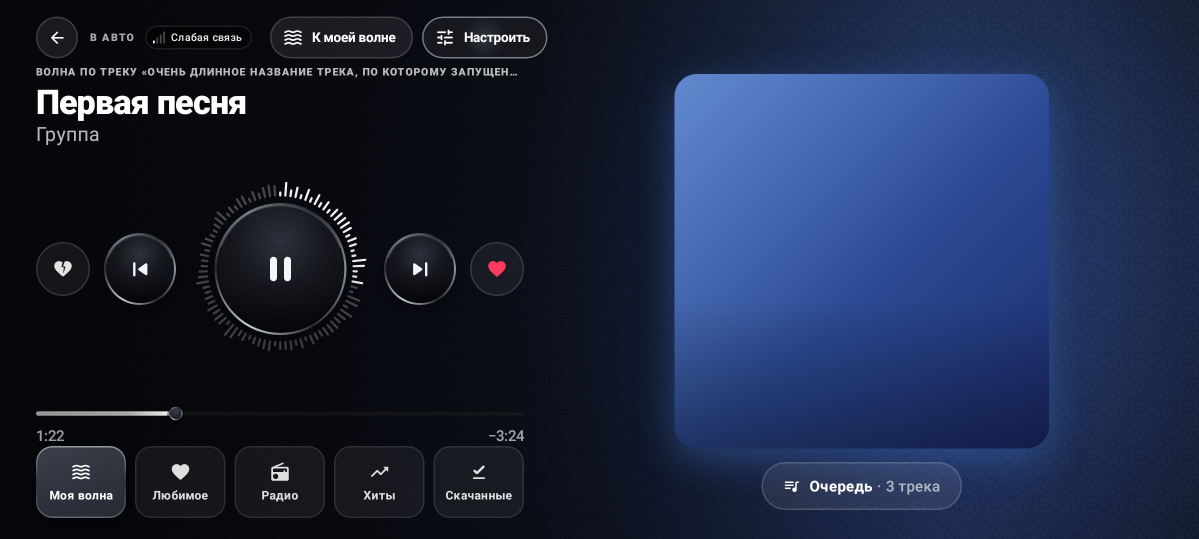 В АВТО
Слабая связь
К моей волне
Настроить
ВОЛНА ПО ТРЕКУ «ОЧЕНЬ ДЛИННОЕ НАЗВАНИЕ ТРЕКА, ПО КОТОРОМУ ЗАПУЩЕН…
Первая песня
Группа
1:22
−3:24
Моя волна
Любимое
Радио
Хиты
Скачанные
Очередь · 3 трека